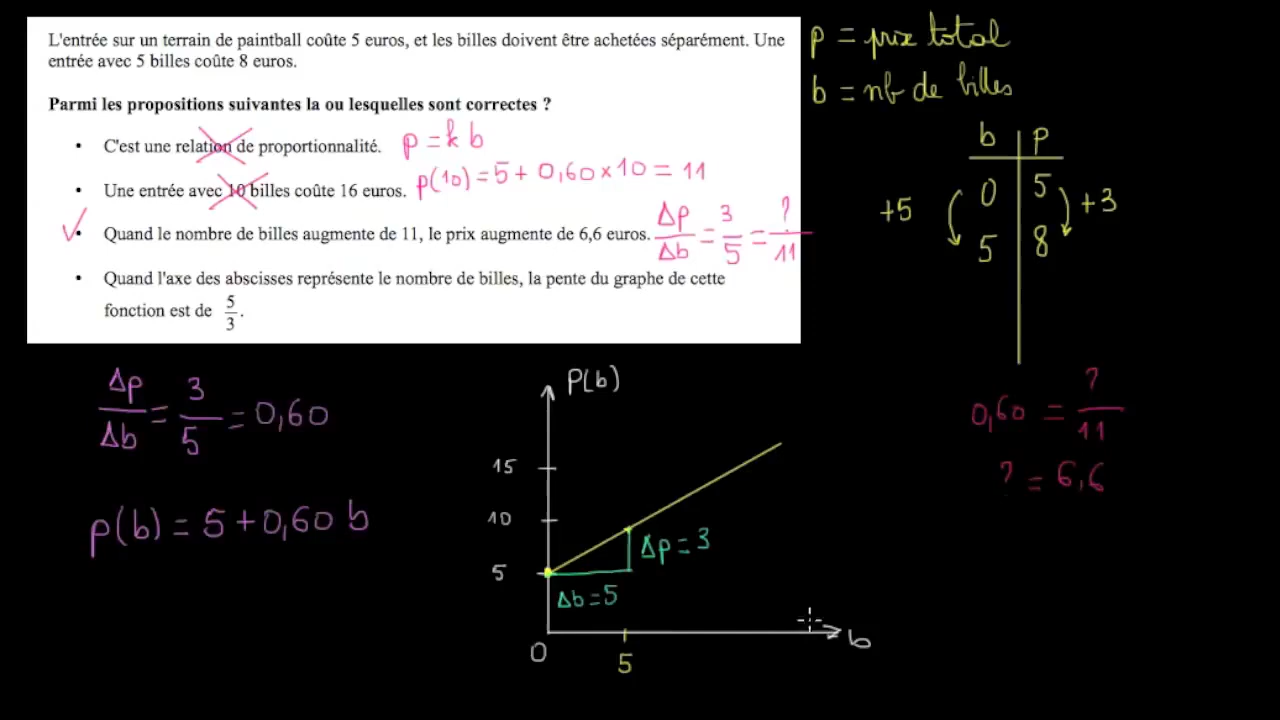 L'entrée sur un terrain de paintball coûte 5 euros, et les billes doivent être achetées séparément. Une
entrée avec 5 billes coûte 8 euros.
Parmi les propositions suivantes la ou lesquelles sont correctes ?
• C'est une relation de proportionnalité. p = k b
• Une entrée avec 10 billes coûte 16 euros. p(10) = 5 + 0,60 × 10 = 11
✓• Quand le nombre de billes augmente de 11, le prix augmente de 6,6 euros. Δp/Δb = 3/5 = ?/11
• Quand l'axe des abscisses représente le nombre de billes, la pente du graphe de cette
fonction est de 5/3.
p = prix total
b = nb de billes
b p
+5 0 5 +3
5 8
Δp/Δb = 3/5 = 0,60
p(b) = 5 + 0,60 b
P(b)
15
10
5
Δp = 3
Δb = 5
0
5
b
0,60 = ?/11
? = 6,6